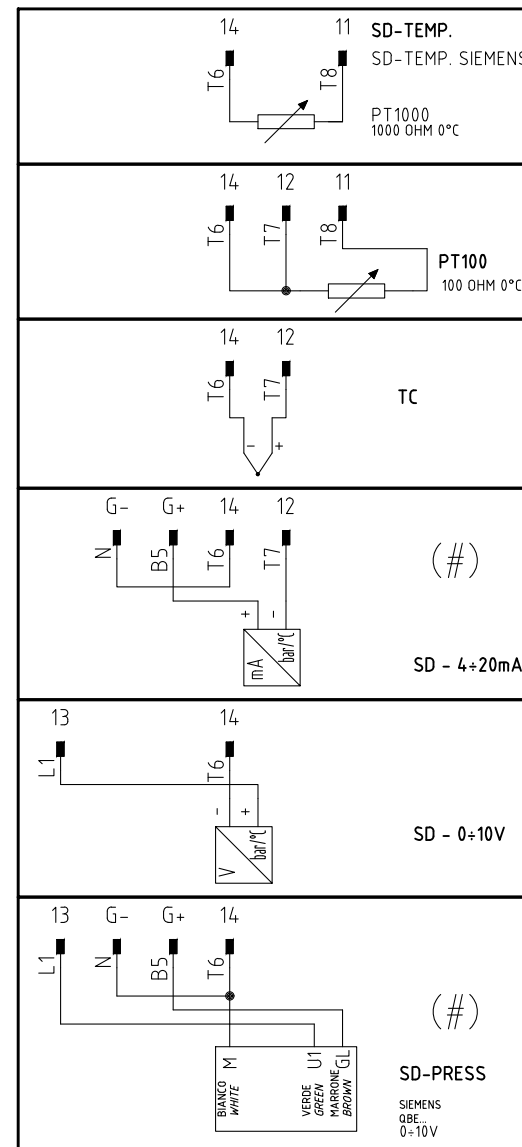 14 11 SD-TEMP.
SD-TEMP. SIEMENS
T6 T8
PT1000
1000 OHM 0°C
14 12 11
T6 T7 T8
PT100
100 OHM 0°C
14 12
T6 T7
TC
- +
G- G+ 14 12
N B5 T6 T7
(#)
+ -
mA bar/°C
SD - 4÷20mA
13 14
L1 T6
- +
V bar/°C
SD - 0÷10V
13 G- G+ 14
L1 N B5 T6
(#)
M U1 GL
BIANCO VERDE MARRONE
WHITE GREEN BROWN
SD-PRESS
SIEMENS
QBE...
0÷10V